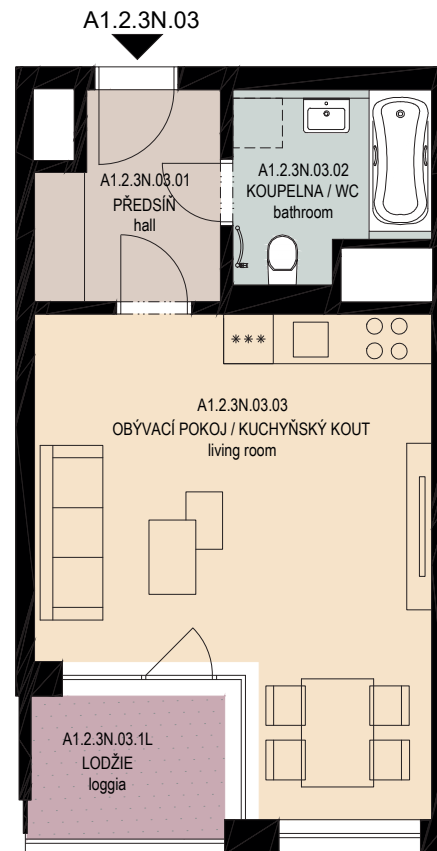 A1.2.3N.03
A1.2.3N.03.01
PŘEDSÍŇ
hall
A1.2.3N.03.02
KOUPELNA / WC
bathroom
***
A1.2.3N.03.03
OBÝVACÍ POKOJ / KUCHYŇSKÝ KOUT
living room
A1.2.3N.03.1L
LODŽIE
loggia